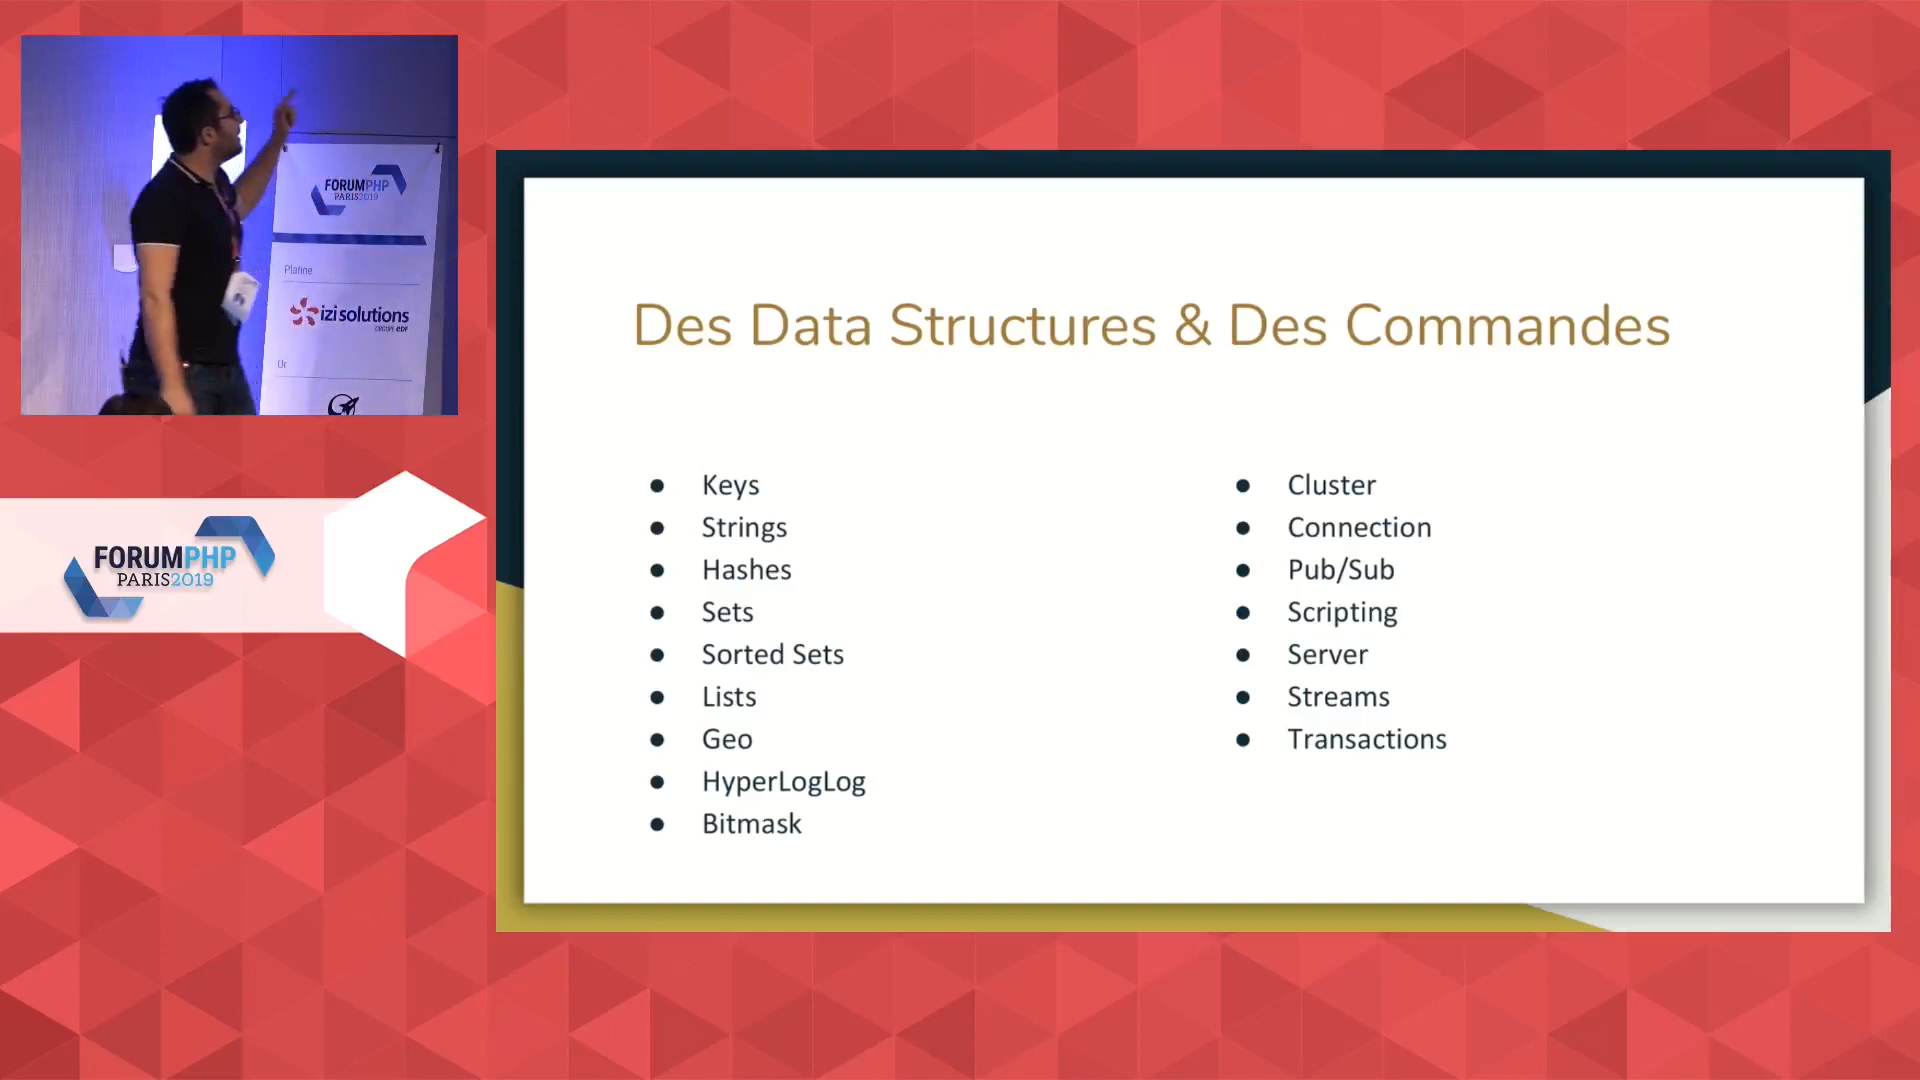 FORUMPHP
PARIS2019
Platine
izi solutions
GROUPE EDF
Or
FORUMPHP
PARIS2019
Des Data Structures & Des Commandes
Keys
Strings
Hashes
Sets
Sorted Sets
Lists
Geo
HyperLogLog
Bitmask
Cluster
Connection
Pub/Sub
Scripting
Server
Streams
Transactions